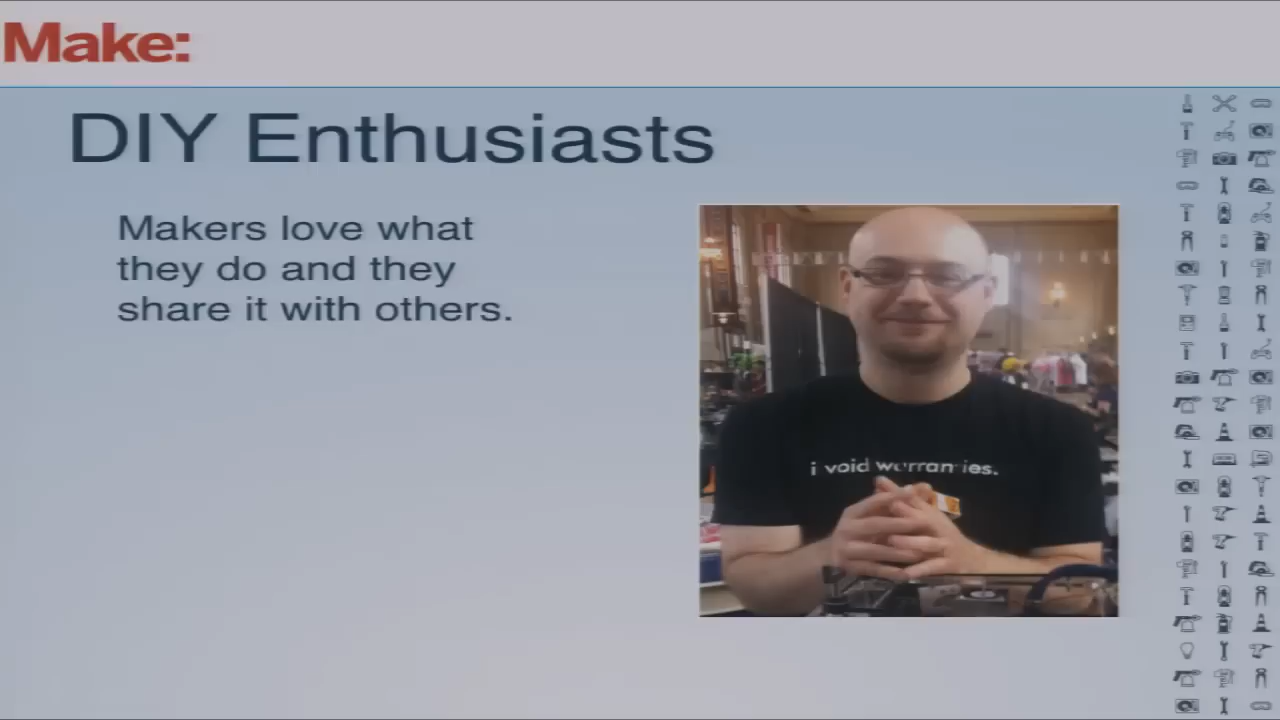 Make:
DIY Enthusiasts
Makers love what
they do and they
share it with others.
i void warranties.